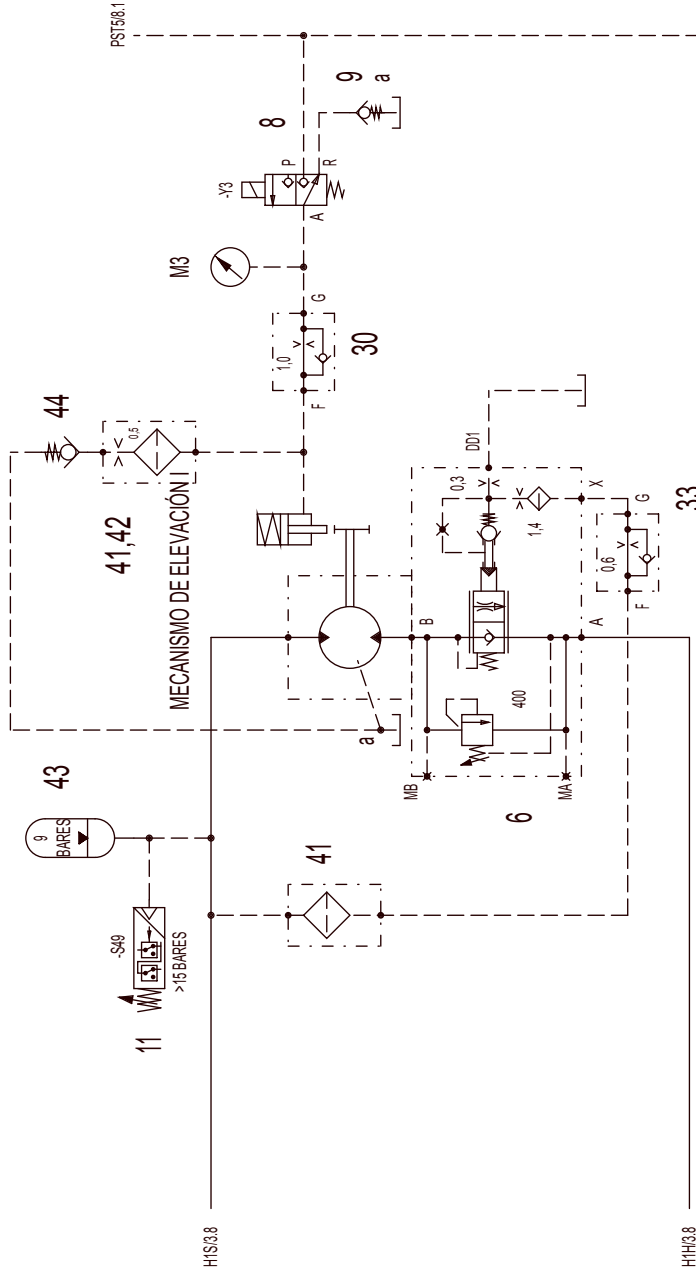 PST5/8.1
9
a
8
P
R
-Y3
A
M3
G
1,0
30
F
44
0,5
41,42
MECANISMO DE ELEVACIÓN I
DD1
0,3
1,4
X
G
33
0,6
F
B
A
400
a
MB
MA
6
43
9
BARES
41
-S49
>15 BARES
11
H1S/3.8
H1H/3.8